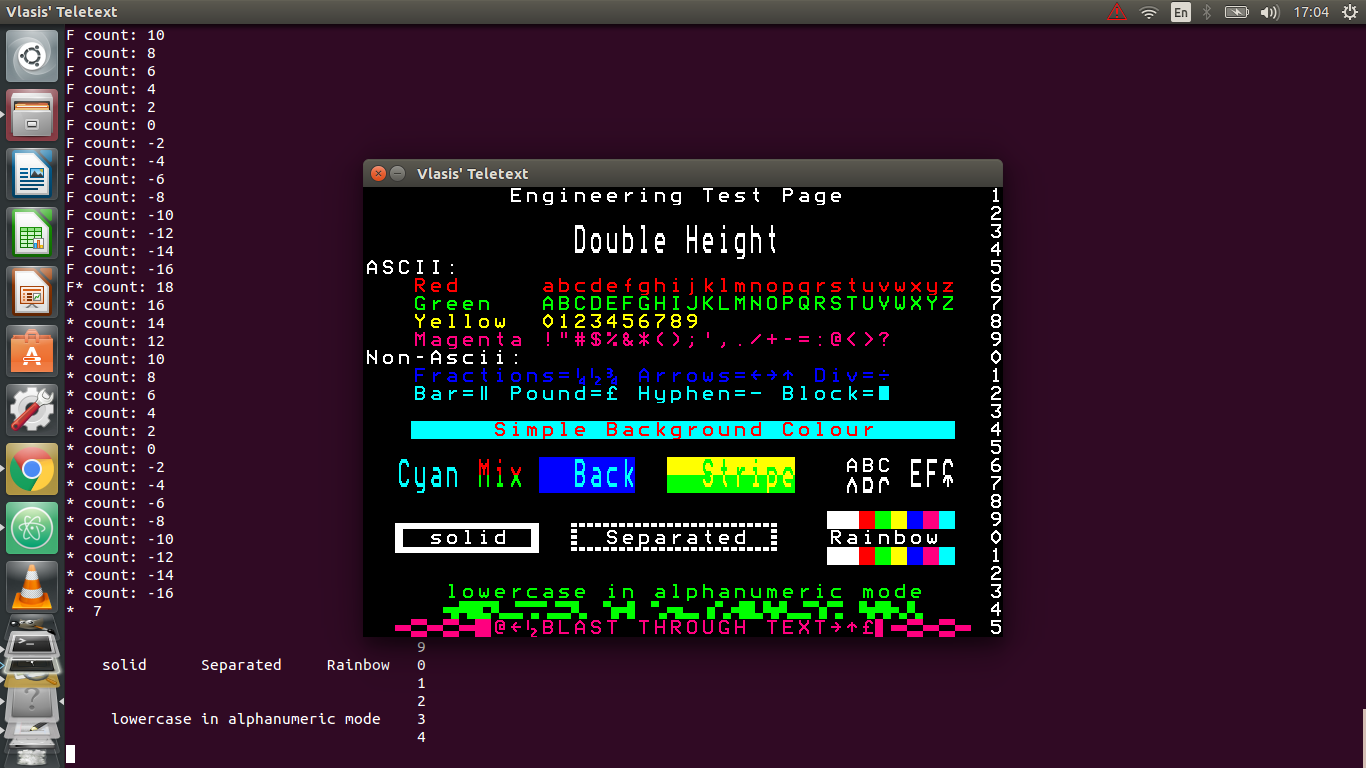 Vlasis' Teletext
En
17:04
F count: 10
F count: 8
F count: 6
F count: 4
F count: 2
F count: 0
F count: -2
F count: -4
F count: -6
F count: -8
F count: -10
F count: -12
F count: -14
F count: -16
F* count: 18
* count: 16
* count: 14
* count: 12
* count: 10
* count: 8
* count: 6
* count: 4
* count: 2
* count: 0
* count: -2
* count: -4
* count: -6
* count: -8
* count: -10
* count: -12
* count: -14
* count: -16
* 7
9
solid Separated Rainbow 0
1
2
lowercase in alphanumeric mode 3
4
Vlasis' Teletext
Engineering Test Page 1
2
Double Height 3
4
ASCII: 5
Red abcdefghijklmnopqrstuvwxyz 6
Green ABCDEFGHIJKLMNOPQRSTUVWXYZ 7
Yellow 0123456789 8
Magenta !"#$%&*();',./+-=:@<>? 9
Non-Ascii: 0
Fractions=¼½¾ Arrows=←→↑ Div=÷ 1
Bar=‖ Pound=£ Hyphen=- Block=■ 2
3
Simple Background Colour 4
5
Cyan Mix Back Stripe ABC EFG 6
7
8
9
solid Separated Rainbow 0
1
2
lowercase in alphanumeric mode 3
4
@←½BLAST THROUGH TEXT→↑£ 5